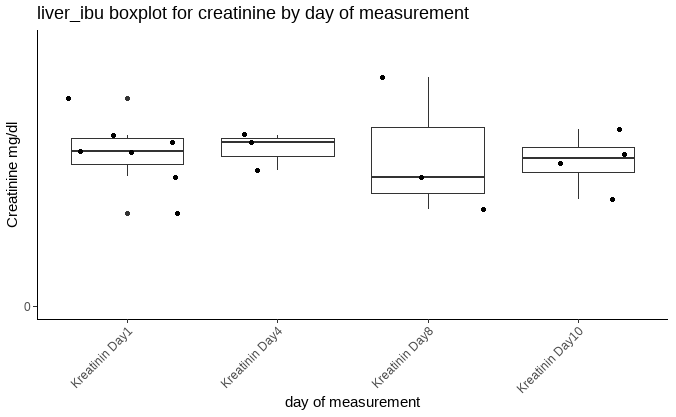 liver_ibu boxplot for creatinine by day of measurement
Creatinine mg/dl
0
Kreatinin Day1
Kreatinin Day4
Kreatinin Day8
Kreatinin Day10
day of measurement